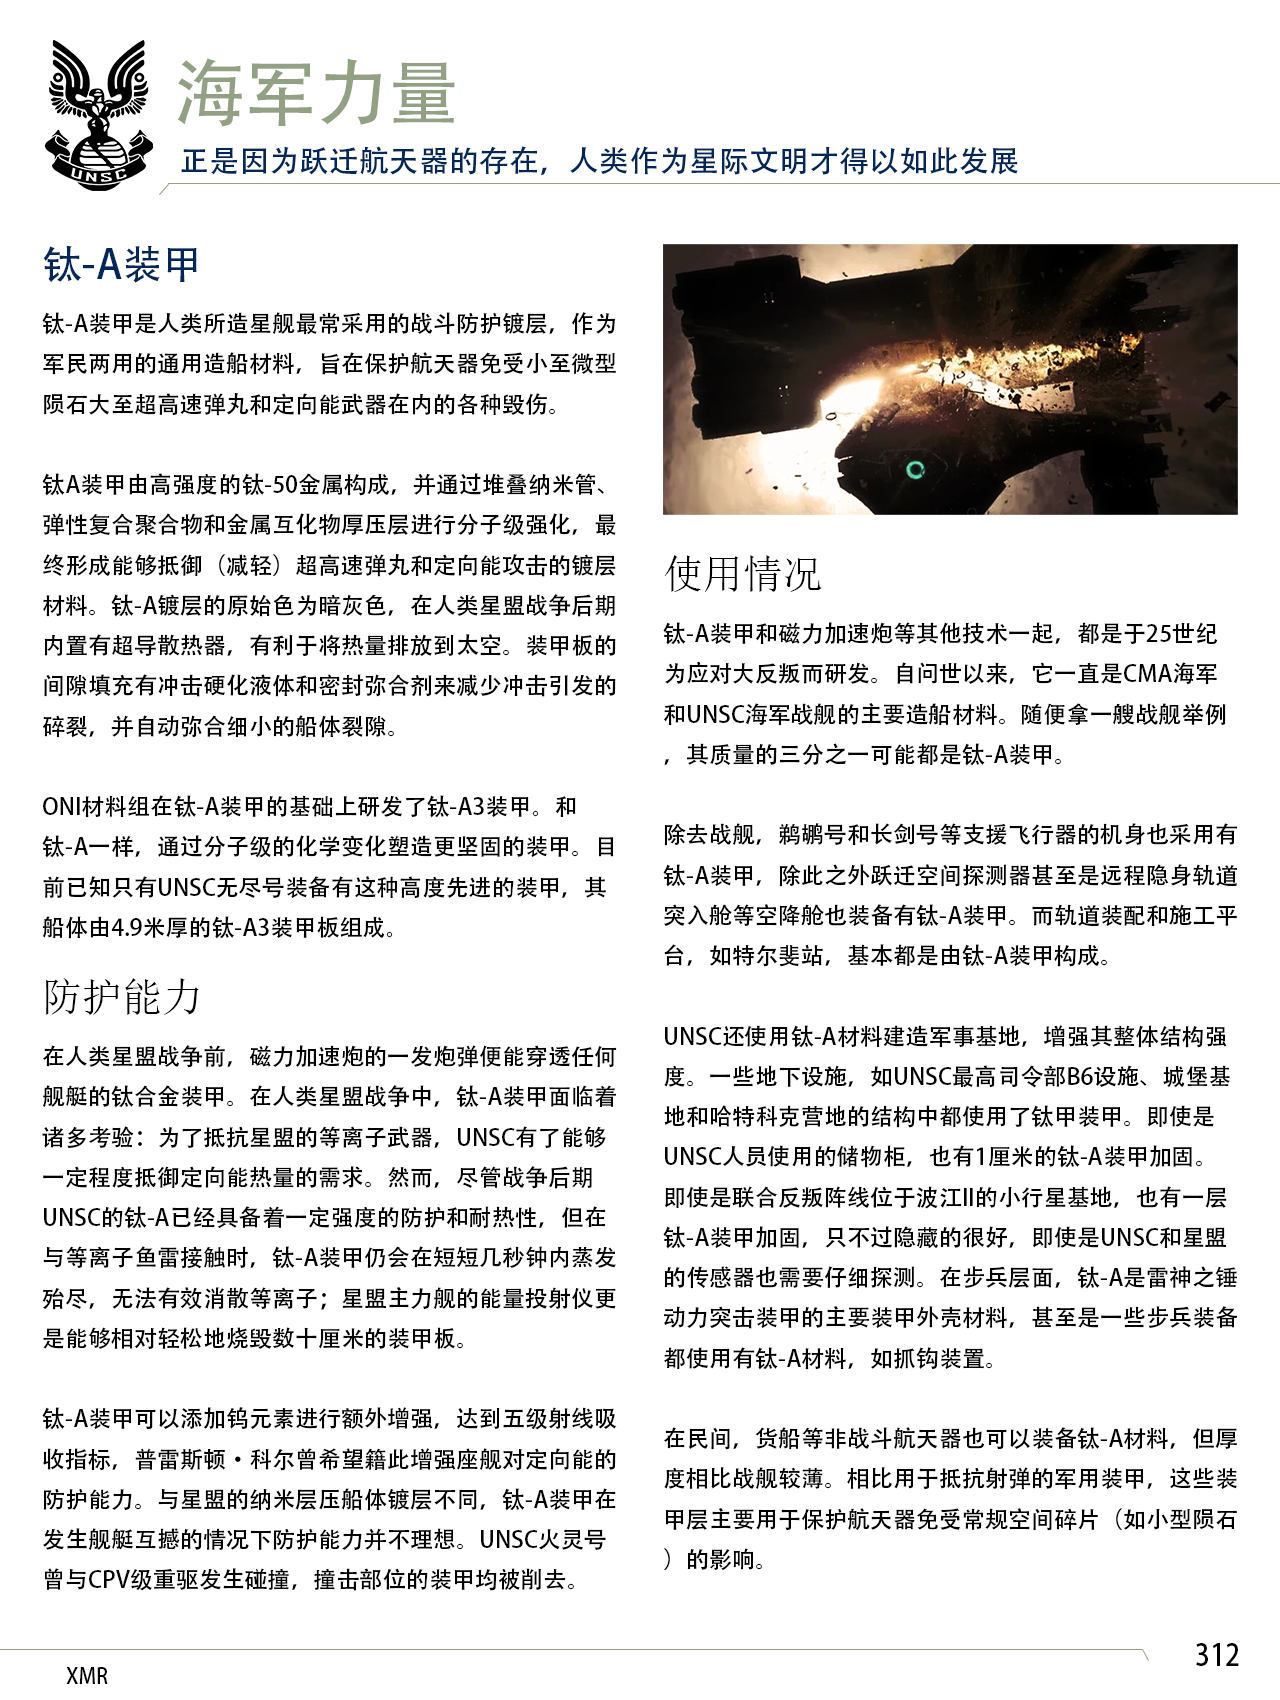 UNSC
海军力量
正是因为跃迁航天器的存在，人类作为星际文明才得以如此发展
钛-A装甲
钛-A装甲是人类所造星舰最常采用的战斗防护镀层，作为
军民两用的通用造船材料，旨在保护航天器免受小至微型
陨石大至超高速弹丸和定向能武器在内的各种毁伤。
钛A装甲由高强度的钛-50金属构成，并通过堆叠纳米管、
弹性复合聚合物和金属互化物厚压层进行分子级强化，最
终形成能够抵御（减轻）超高速弹丸和定向能攻击的镀层
材料。钛-A镀层的原始色为暗灰色，在人类星盟战争后期
内置有超导散热器，有利于将热量排放到太空。装甲板的
间隙填充有冲击硬化液体和密封弥合剂来减少冲击引发的
碎裂，并自动弥合细小的船体裂隙。
ONI材料组在钛-A装甲的基础上研发了钛-A3装甲。和
钛-A一样，通过分子级的化学变化塑造更坚固的装甲。目
前已知只有UNSC无尽号装备有这种高度先进的装甲，其
船体由4.9米厚的钛-A3装甲板组成。
防护能力
在人类星盟战争前，磁力加速炮的一发炮弹便能穿透任何
舰艇的钛合金装甲。在人类星盟战争中，钛-A装甲面临着
诸多考验：为了抵抗星盟的等离子武器，UNSC有了能够
一定程度抵御定向能热量的需求。然而，尽管战争后期
UNSC的钛-A已经具备着一定强度的防护和耐热性，但在
与等离子鱼雷接触时，钛-A装甲仍会在短短几秒钟内蒸发
殆尽，无法有效消散等离子；星盟主力舰的能量投射仪更
是能够相对轻松地烧毁数十厘米的装甲板。
钛-A装甲可以添加钨元素进行额外增强，达到五级射线吸
收指标，普雷斯顿·科尔曾希望籍此增强座舰对定向能的
防护能力。与星盟的纳米层压船体镀层不同，钛-A装甲在
发生舰艇互撼的情况下防护能力并不理想。UNSC火灵号
曾与CPV级重驱发生碰撞，撞击部位的装甲均被削去。
使用情况
钛-A装甲和磁力加速炮等其他技术一起，都是于25世纪
为应对大反叛而研发。自问世以来，它一直是CMA海军
和UNSC海军战舰的主要造船材料。随便拿一艘战舰举例
，其质量的三分之一可能都是钛-A装甲。
除去战舰，鹈鹕号和长剑号等支援飞行器的机身也采用有
钛-A装甲，除此之外跃迁空间探测器甚至是远程隐身轨道
突入舱等空降舱也装备有钛-A装甲。而轨道装配和施工平
台，如特尔斐站，基本都是由钛-A装甲构成。
UNSC还使用钛-A材料建造军事基地，增强其整体结构强
度。一些地下设施，如UNSC最高司令部B6设施、城堡基
地和哈特科克营地的结构中都使用了钛甲装甲。即使是
UNSC人员使用的储物柜，也有1厘米的钛-A装甲加固。
即使是联合反叛阵线位于波江II的小行星基地，也有一层
钛-A装甲加固，只不过隐藏的很好，即使是UNSC和星盟
的传感器也需要仔细探测。在步兵层面，钛-A是雷神之锤
动力突击装甲的主要装甲外壳材料，甚至是一些步兵装备
都使用有钛-A材料，如抓钩装置。
在民间，货船等非战斗航天器也可以装备钛-A材料，但厚
度相比战舰较薄。相比用于抵抗射弹的军用装甲，这些装
甲层主要用于保护航天器免受常规空间碎片（如小型陨石
）的影响。
XMR
312